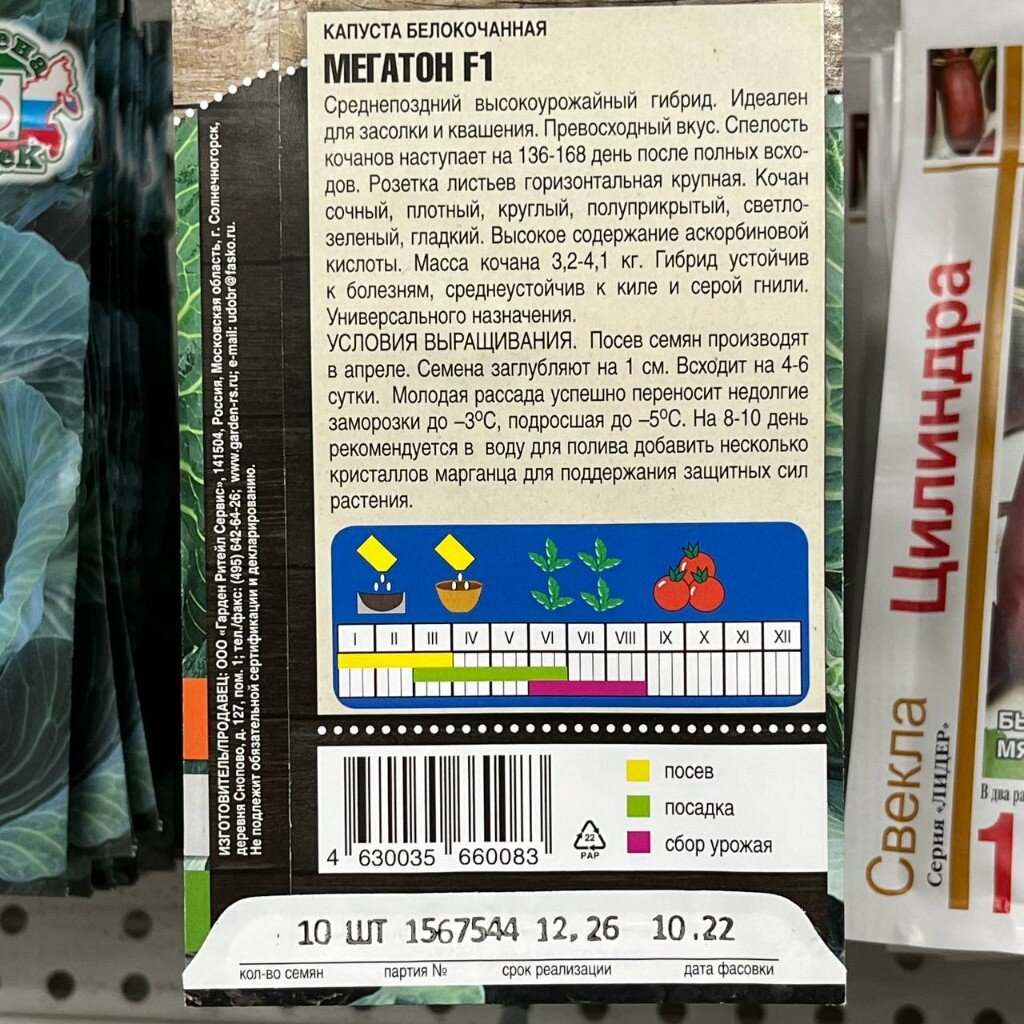 КАПУСТА БЕЛОКОЧАННАЯ
МЕГАТОН F1
Среднепоздний высокоурожайный гибрид. Идеален
для засолки и квашения. Превосходный вкус. Спелость
кочанов наступает на 136-168 день после полных всхо-
дов. Розетка листьев горизонтальная крупная. Кочан
сочный, плотный, круглый, полуприкрытый, светло-
зеленый, гладкий. Высокое содержание аскорбиновой
кислоты. Масса кочана 3,2-4,1 кг. Гибрид устойчив
к болезням, среднеустойчив к киле и серой гнили.
Универсального назначения.
УСЛОВИЯ ВЫРАЩИВАНИЯ. Посев семян производят
в апреле. Семена заглубляют на 1 см. Всходит на 4-6
сутки. Молодая рассада успешно переносит недолгие
заморозки до –3ºС, подросшая до –5ºС. На 8-10 день
рекомендуется в воду для полива добавить несколько
кристаллов марганца для поддержания защитных сил
растения.
I II III IV V VI VII VIII IX X XI XII
посев
посадка
сбор урожая
4 630035 660083
22
PAP
10 ШТ 1567544 12,26 10.22
кол-во семян партия № срок реализации дата фасовки
ИЗГОТОВИТЕЛЬ/ПРОДАВЕЦ: ООО «Гарден Ритейл Сервис», 141504, Россия, Московская область, г. Солнечногорск,
деревня Снопово, д. 127, пом. 1; тел./факс: (495) 642-64-26; www.garden-rs.ru; e-mail: udobr@fasko.ru.
Не подлежит обязательной сертификации и декларированию.
Свекла
Цилиндра
Серия «ЛИДЕР»
В два
1